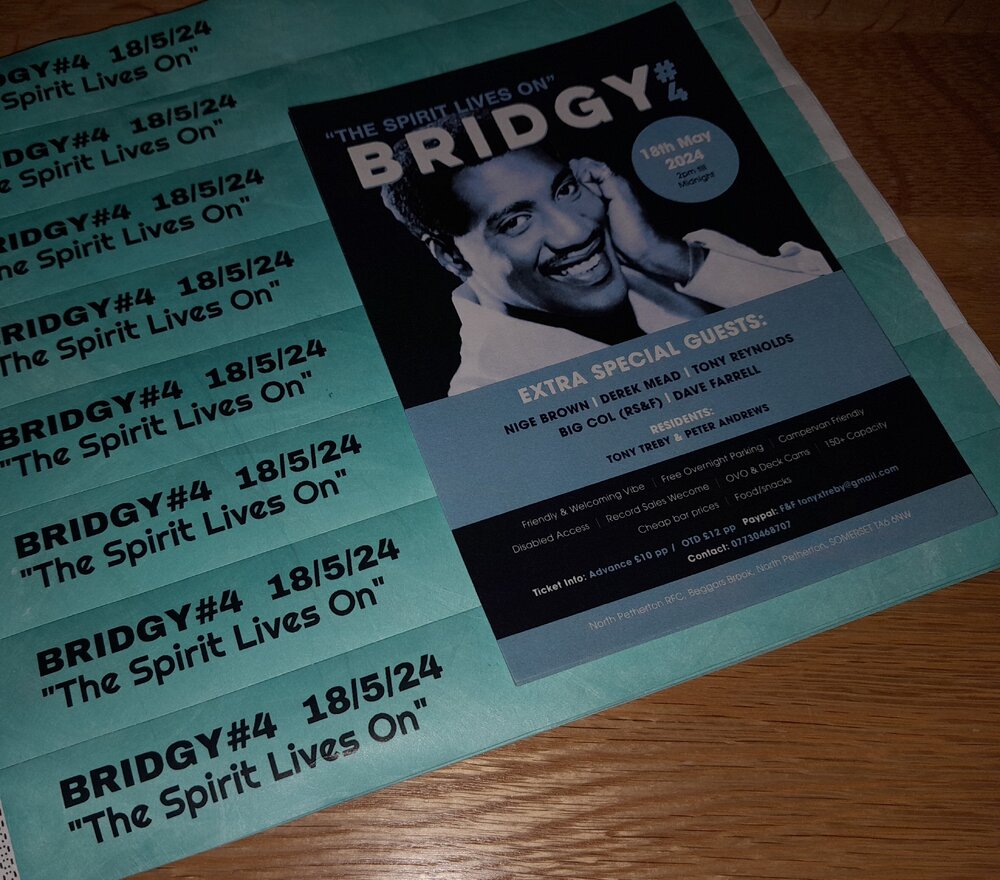 DGY#4 18/5/24
Spirit Lives On"
IDGY#4 18/5/24
e Spirit Lives On"
RIDGY#4 18/5/24
he Spirit Lives On"
RIDGY#4 18/5/24
The Spirit Lives On"
BRIDGY#4 18/5/24
"The Spirit Lives On"
BRIDGY#4 18/5/24
"The Spirit Lives On"
BRIDGY#4 18/5/24
"The Spirit Lives On"
BRIDGY#4 18/5/24
"The Spirit Lives On"
"THE SPIRIT LIVES ON"
BRIDGY #4
18th May
2024
2pm till
Midnight
EXTRA SPECIAL GUESTS:
NIGE BROWN | DEREK MEAD | TONY REYNOLDS
BIG COL (RS&F) | DAVE FARRELL
RESIDENTS:
TONY TREBY & PETER ANDREWS
Friendly & Welcoming Vibe | Free Overnight Parking | Campervan Friendly
Disabled Access | Record Sales Wecome | OVO & Deck Cams | 150+ Capacity
Cheap bar prices | Food/snacks
Ticket Info: Advance £10 pp / OTD £12 pp Paypal: F&F tonyxtreby@gmail.com
Contact: 07730468707
North Petherton RFC, Beggars Brook, North Petherton, SOMERSET TA6 6NW